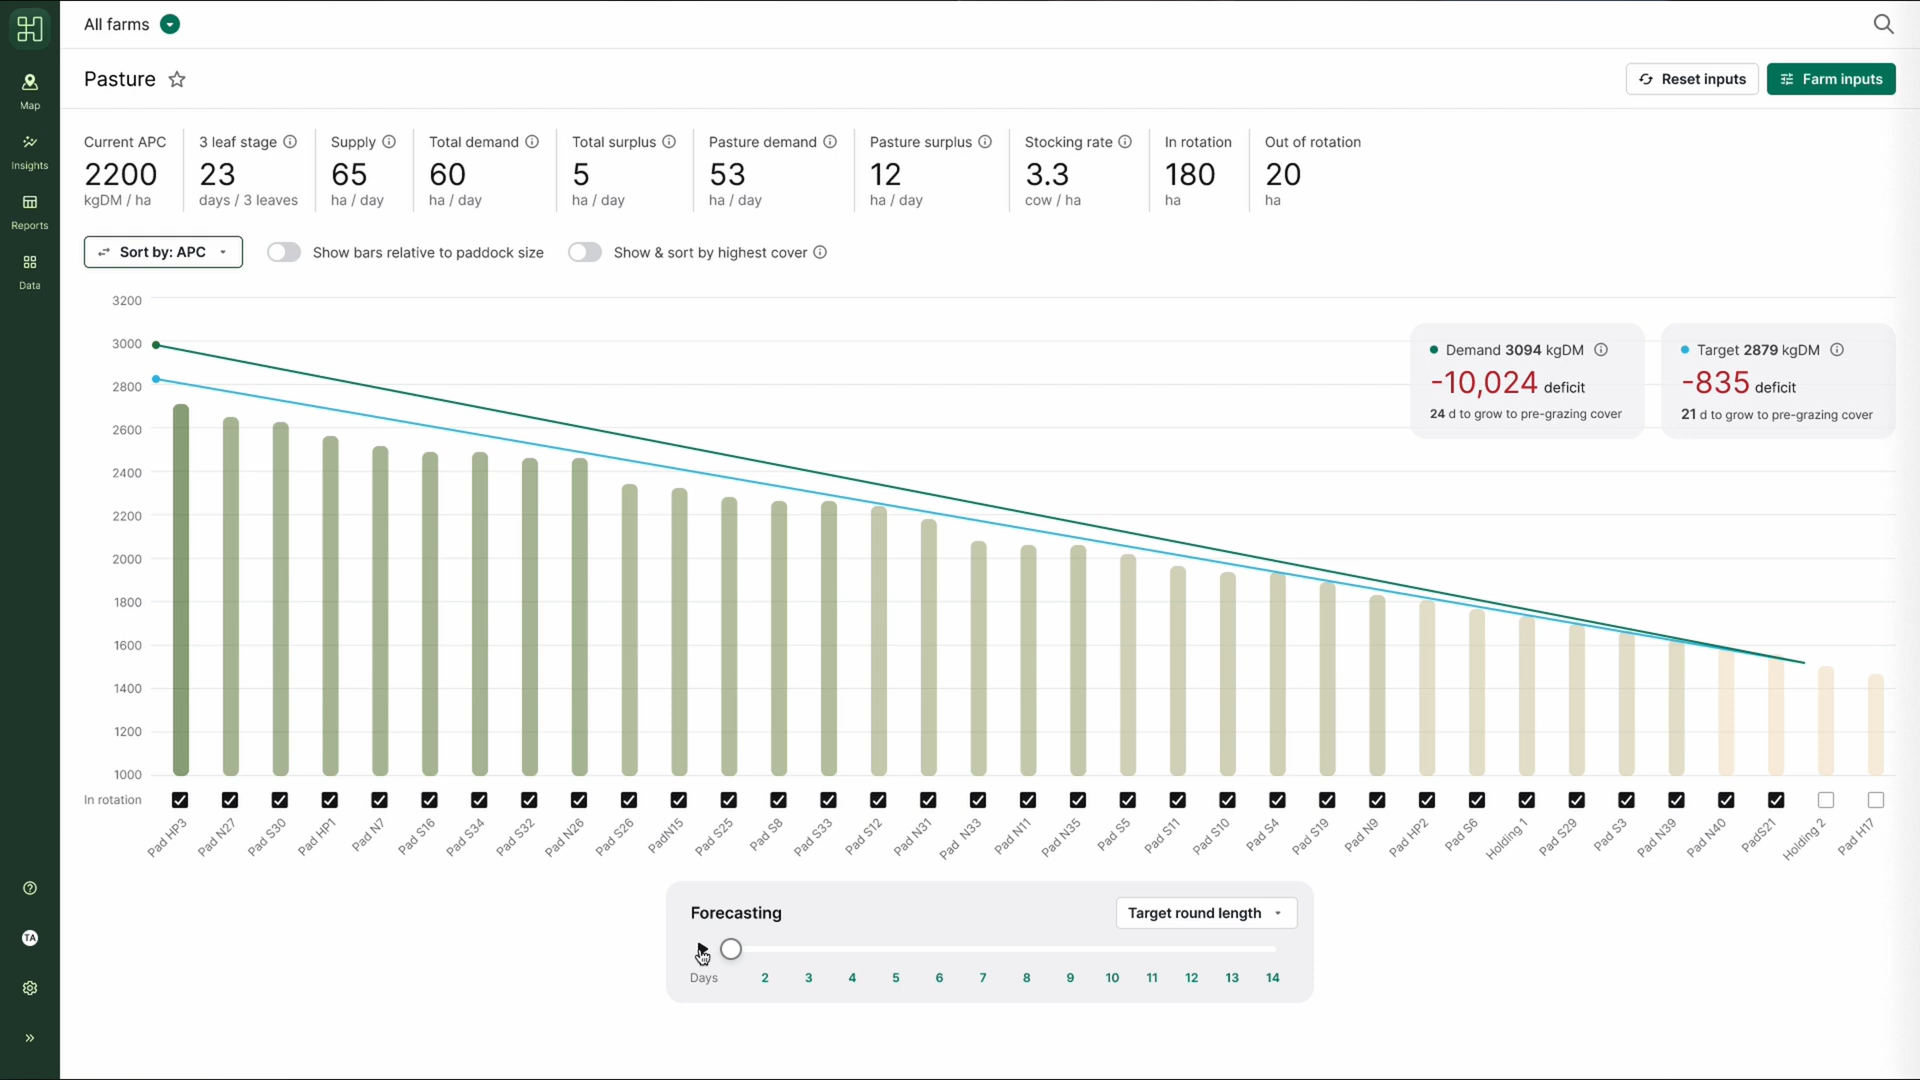 All farms
Map
Insights
Reports
Data
TA
Pasture
Reset inputs
Farm inputs
Current APC
2200
kgDM / ha
3 leaf stage
23
days / 3 leaves
Supply
65
ha / day
Total demand
60
ha / day
Total surplus
5
ha / day
Pasture demand
53
ha / day
Pasture surplus
12
ha / day
Stocking rate
3.3
cow / ha
In rotation
180
ha
Out of rotation
20
ha
Sort by: APC
Show bars relative to paddock size
Show & sort by highest cover
3200
3000
2800
2600
2400
2200
2000
1800
1600
1400
1200
1000
Demand 3094 kgDM
-10,024 deficit
24 d to grow to pre-grazing cover
Target 2879 kgDM
-835 deficit
21 d to grow to pre-grazing cover
In rotation
Pad HP3
Pad N27
Pad S30
Pad HP1
Pad N7
Pad S16
Pad S34
Pad S32
Pad N26
Pad S26
PadN15
Pad S25
Pad S8
Pad S33
Pad S12
Pad N31
Pad N33
Pad N11
Pad N35
Pad S5
Pad S11
Pad S10
Pad S4
Pad S19
Pad N9
Pad HP2
Pad S6
Holding 1
Pad S29
Pad S3
Pad N39
Pad N40
PadS21
Holding 2
Pad H17
Forecasting
Target round length
Days 2 3 4 5 6 7 8 9 10 11 12 13 14